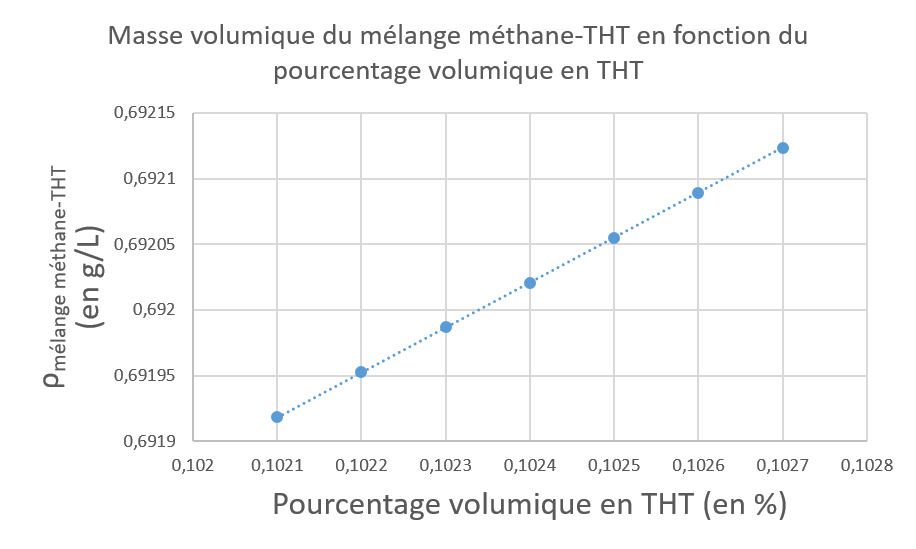 Masse volumique du mélange méthane-THT en fonction du
pourcentage volumique en THT
ρmélange méthane-THT
(en g/L)
0,69215
0,6921
0,69205
0,692
0,69195
0,6919
0,102 0,1021 0,1022 0,1023 0,1024 0,1025 0,1026 0,1027 0,1028
Pourcentage volumique en THT (en %)